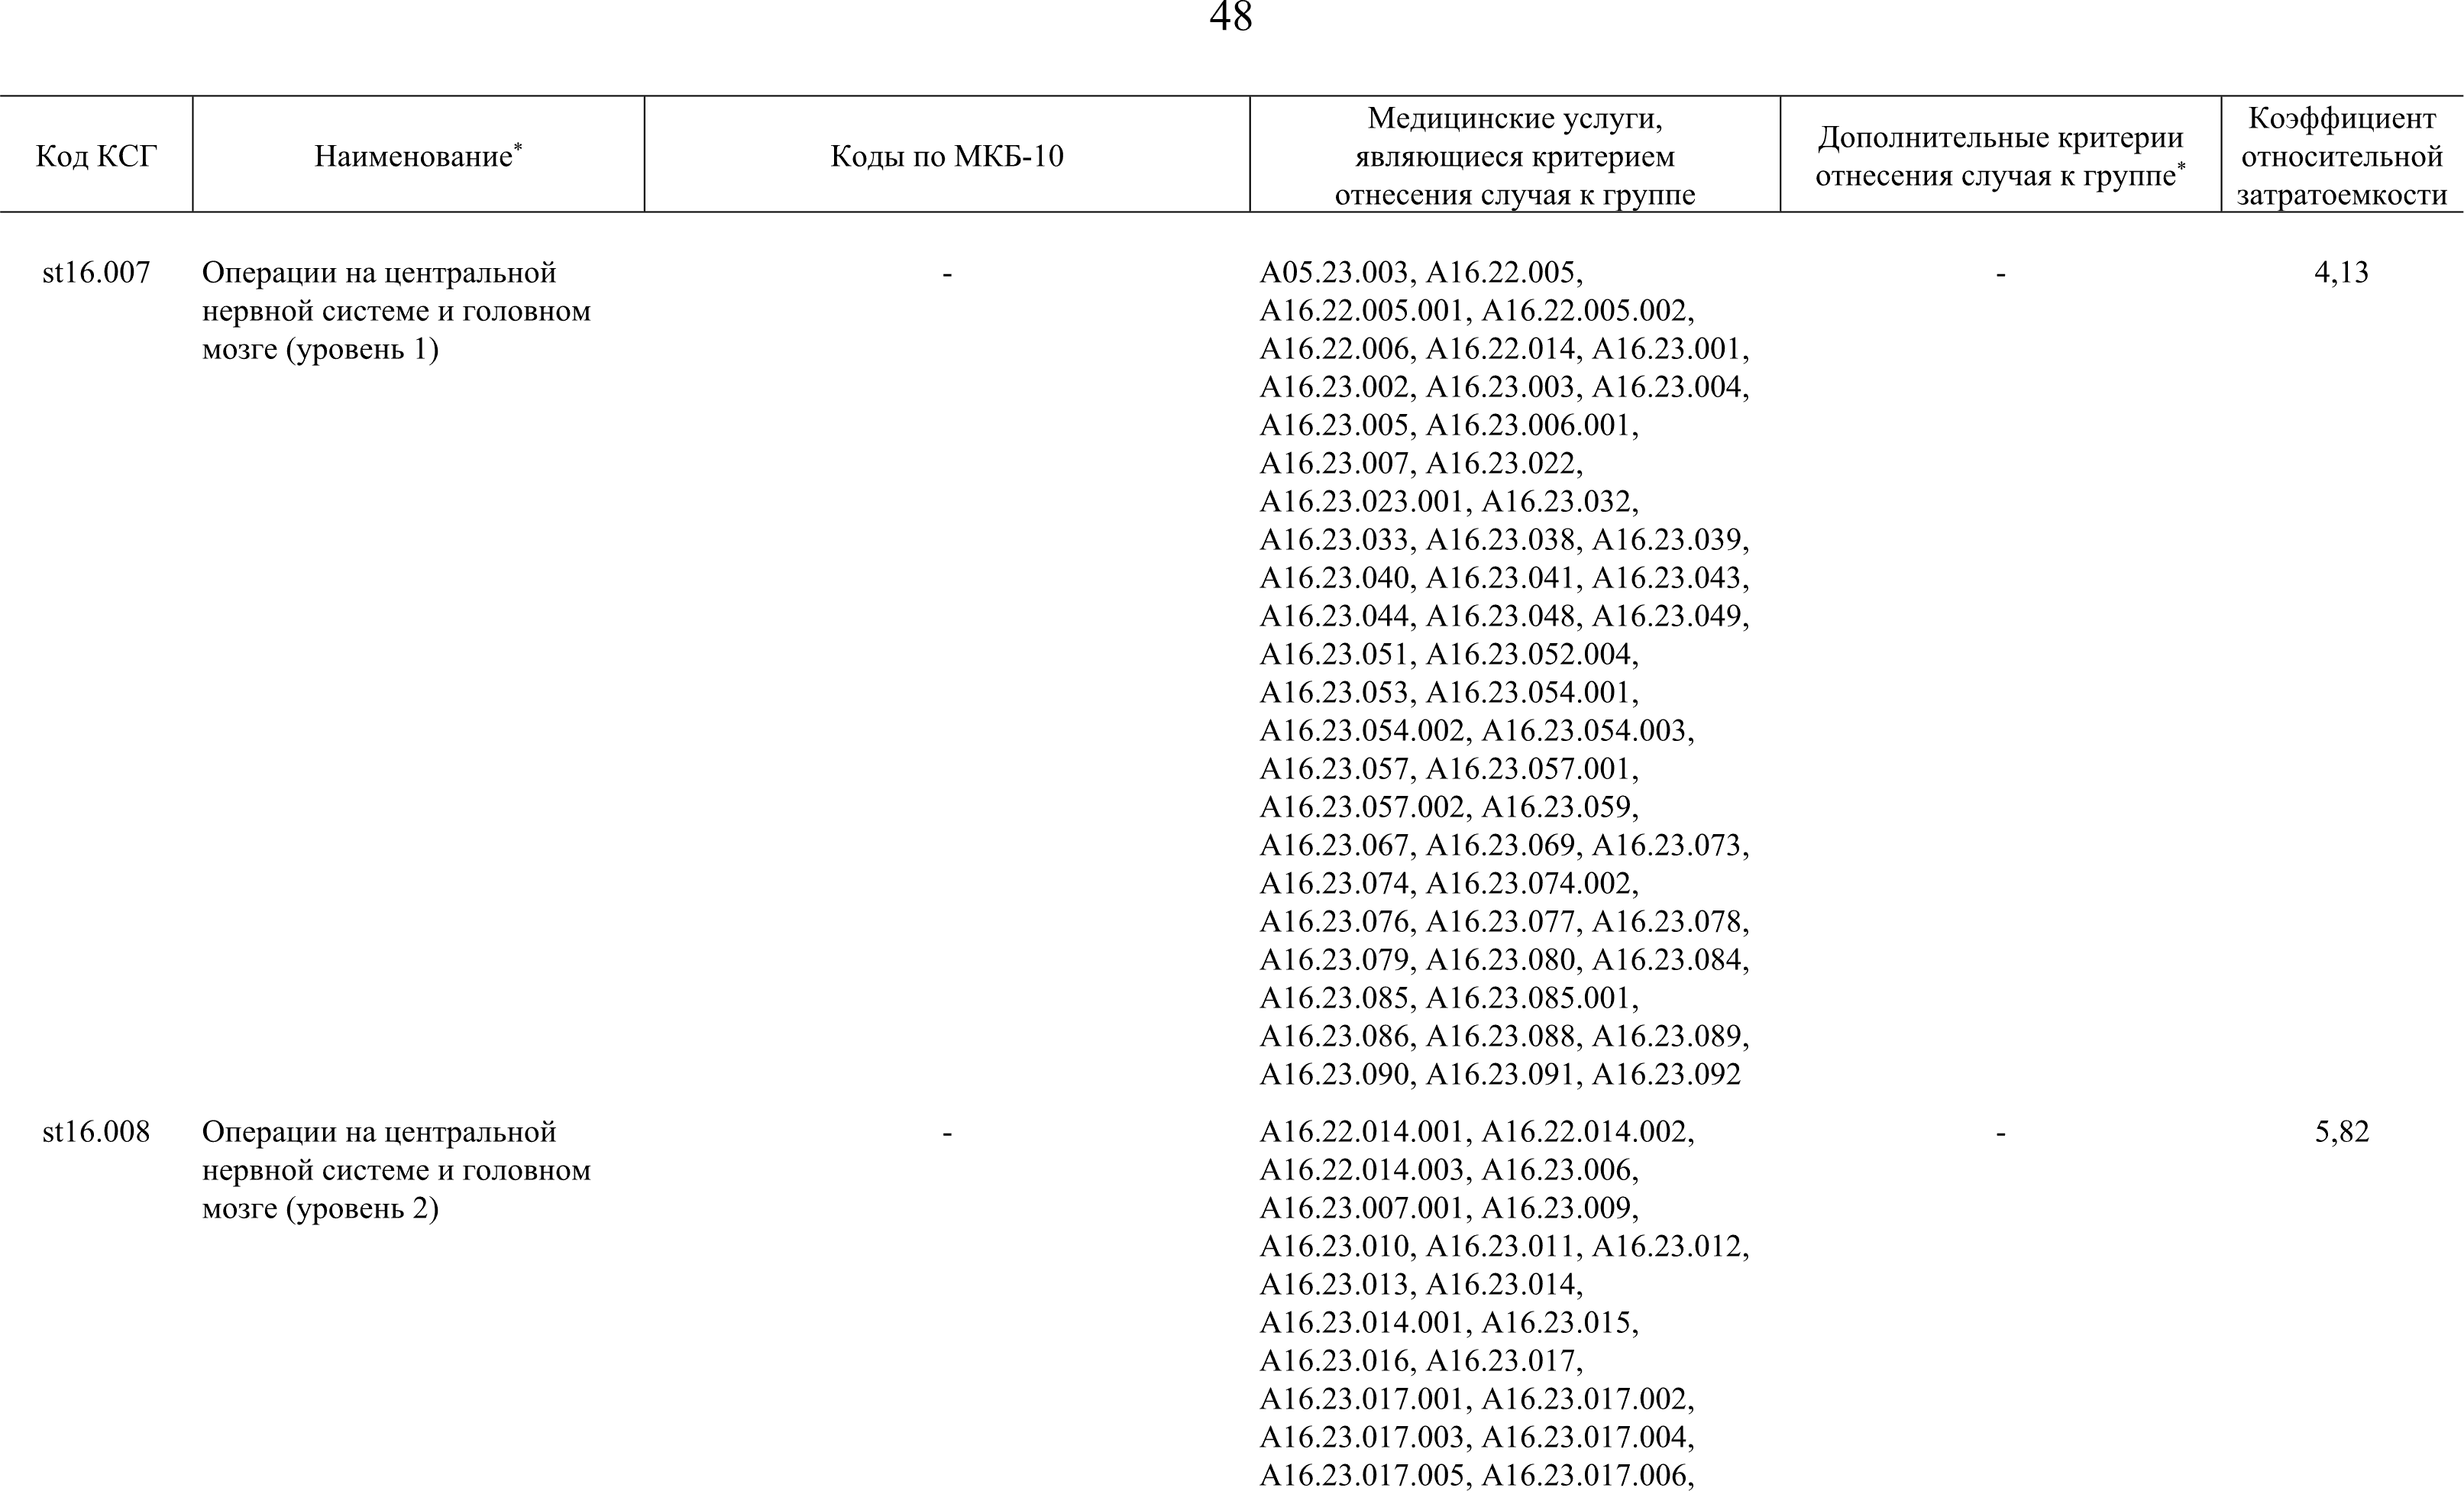 48
Код КСГ
Наименование*
Коды по МКБ-10
Медицинские услуги,
являющиеся критерием
отнесения случая к группе
Дополнительные критерии
отнесения случая к группе*
Коэффициент
относительной
затратоемкости
st16.007
Операции на центральной
нервной системе и головном
мозге (уровень 1)
-
A05.23.003, A16.22.005,
A16.22.005.001, A16.22.005.002,
A16.22.006, A16.22.014, A16.23.001,
A16.23.002, A16.23.003, A16.23.004,
A16.23.005, A16.23.006.001,
A16.23.007, A16.23.022,
A16.23.023.001, A16.23.032,
A16.23.033, A16.23.038, A16.23.039,
A16.23.040, A16.23.041, A16.23.043,
A16.23.044, A16.23.048, A16.23.049,
A16.23.051, A16.23.052.004,
A16.23.053, A16.23.054.001,
A16.23.054.002, A16.23.054.003,
A16.23.057, A16.23.057.001,
A16.23.057.002, A16.23.059,
A16.23.067, A16.23.069, A16.23.073,
A16.23.074, A16.23.074.002,
A16.23.076, A16.23.077, A16.23.078,
A16.23.079, A16.23.080, A16.23.084,
A16.23.085, A16.23.085.001,
A16.23.086, A16.23.088, A16.23.089,
A16.23.090, A16.23.091, A16.23.092
-
4,13
st16.008
Операции на центральной
нервной системе и головном
мозге (уровень 2)
-
A16.22.014.001, A16.22.014.002,
A16.22.014.003, A16.23.006,
A16.23.007.001, A16.23.009,
A16.23.010, A16.23.011, A16.23.012,
A16.23.013, A16.23.014,
A16.23.014.001, A16.23.015,
A16.23.016, A16.23.017,
A16.23.017.001, A16.23.017.002,
A16.23.017.003, A16.23.017.004,
A16.23.017.005, A16.23.017.006,
-
5,82